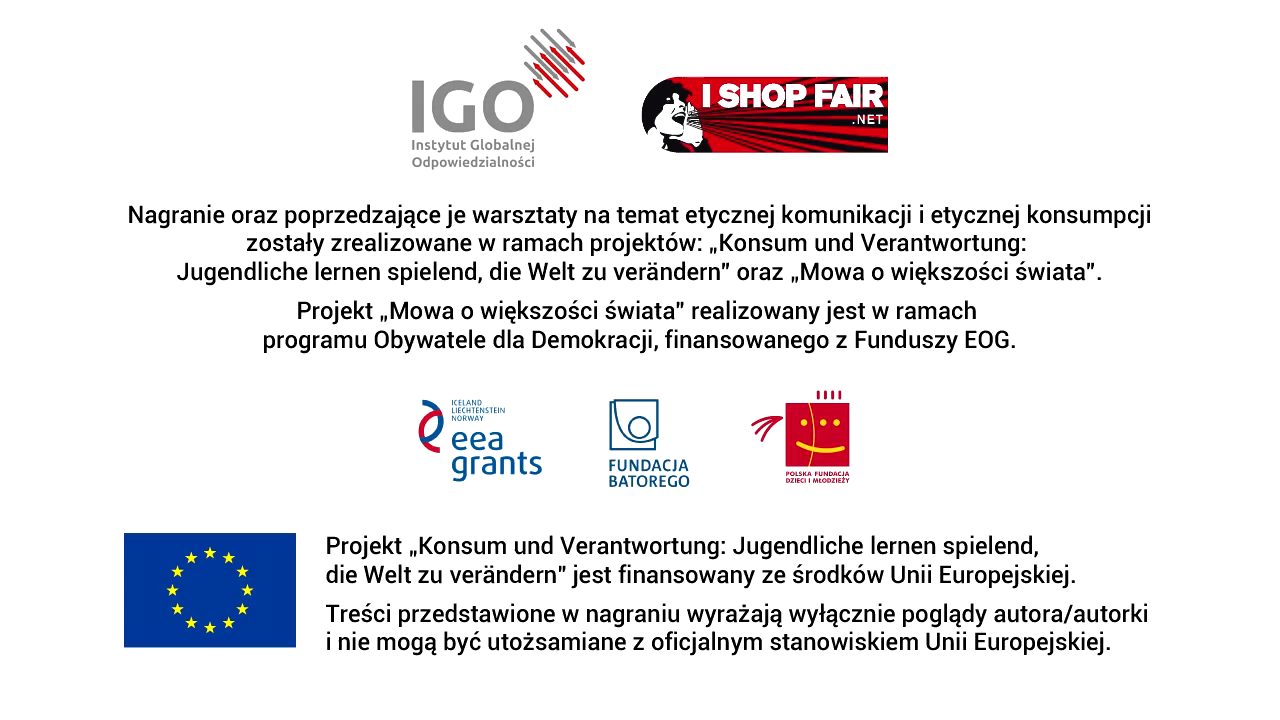 IGO
Instytut Globalnej
Odpowiedzialności
I SHOP FAIR
.NET
Nagranie oraz poprzedzające je warsztaty na temat etycznej komunikacji i etycznej konsumpcji
zostały zrealizowane w ramach projektów: „Konsum und Verantwortung:
Jugendliche lernen spielend, die Welt zu verändern" oraz „Mowa o większości świata".
Projekt „Mowa o większości świata" realizowany jest w ramach
programu Obywatele dla Demokracji, finansowanego z Funduszy EOG.
ICELAND
LIECHTENSTEIN
NORWAY
eea
grants
FUNDACJA
BATOREGO
POLSKA FUNDACJA
DZIECI I MŁODZIEŻY
Projekt „Konsum und Verantwortung: Jugendliche lernen spielend,
die Welt zu verändern" jest finansowany ze środków Unii Europejskiej.
Treści przedstawione w nagraniu wyrażają wyłącznie poglądy autora/autorki
i nie mogą być utożsamiane z oficjalnym stanowiskiem Unii Europejskiej.